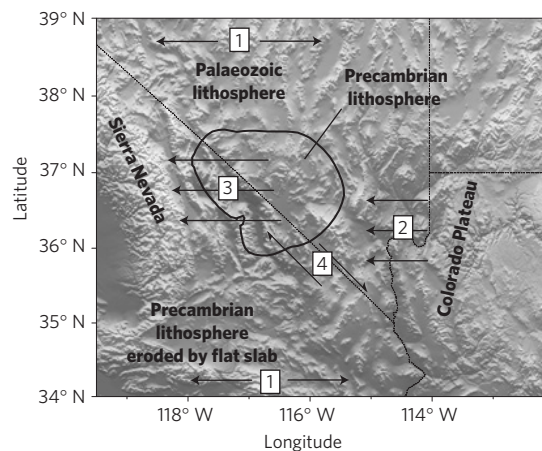 39° N
38° N
37° N
36° N
35° N
34° N
Latitude
1
Palaeozoic
lithosphere
Precambrian
lithosphere
Sierra Nevada
3
2
Colorado Plateau
4
Precambrian
lithosphere
eroded by flat slab
1
118° W
116° W
114° W
Longitude